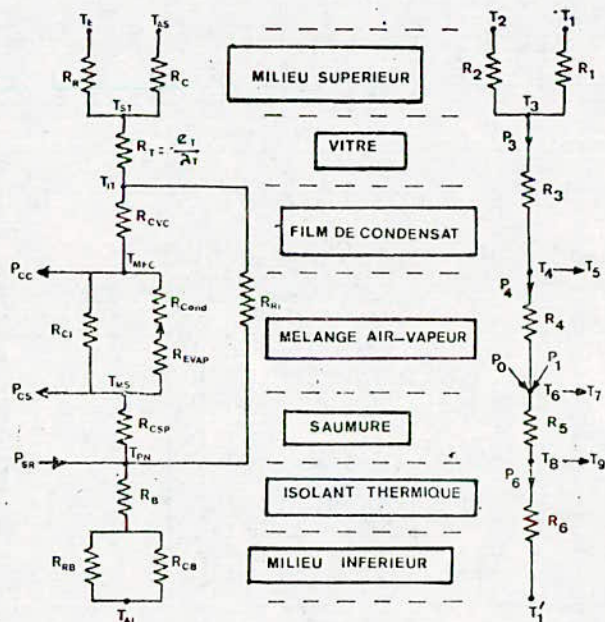 T_R T_AS T_2 T_1
R_R R_C MILIEU SUPERIEUR R_2 R_1
T_ST T_3
R_T = e_T / λ_T VITRE P_3
T_IT
R_CVC R_3
FILM DE CONDENSAT
P_CC T_MFC T_4 → T_5
P_4
R_Cond
R_CI R_RI R_4
MELANGE AIR-VAPEUR
R_EVAP
P_0 P_1
P_CS T_MS T_6 → T_7
R_CSP SAUMURE R_5
P_SR T_PN T_8 → T_9
P_6
R_B ISOLANT THERMIQUE
R_6
R_RB R_CB MILIEU INFERIEUR
T_AI T_1'